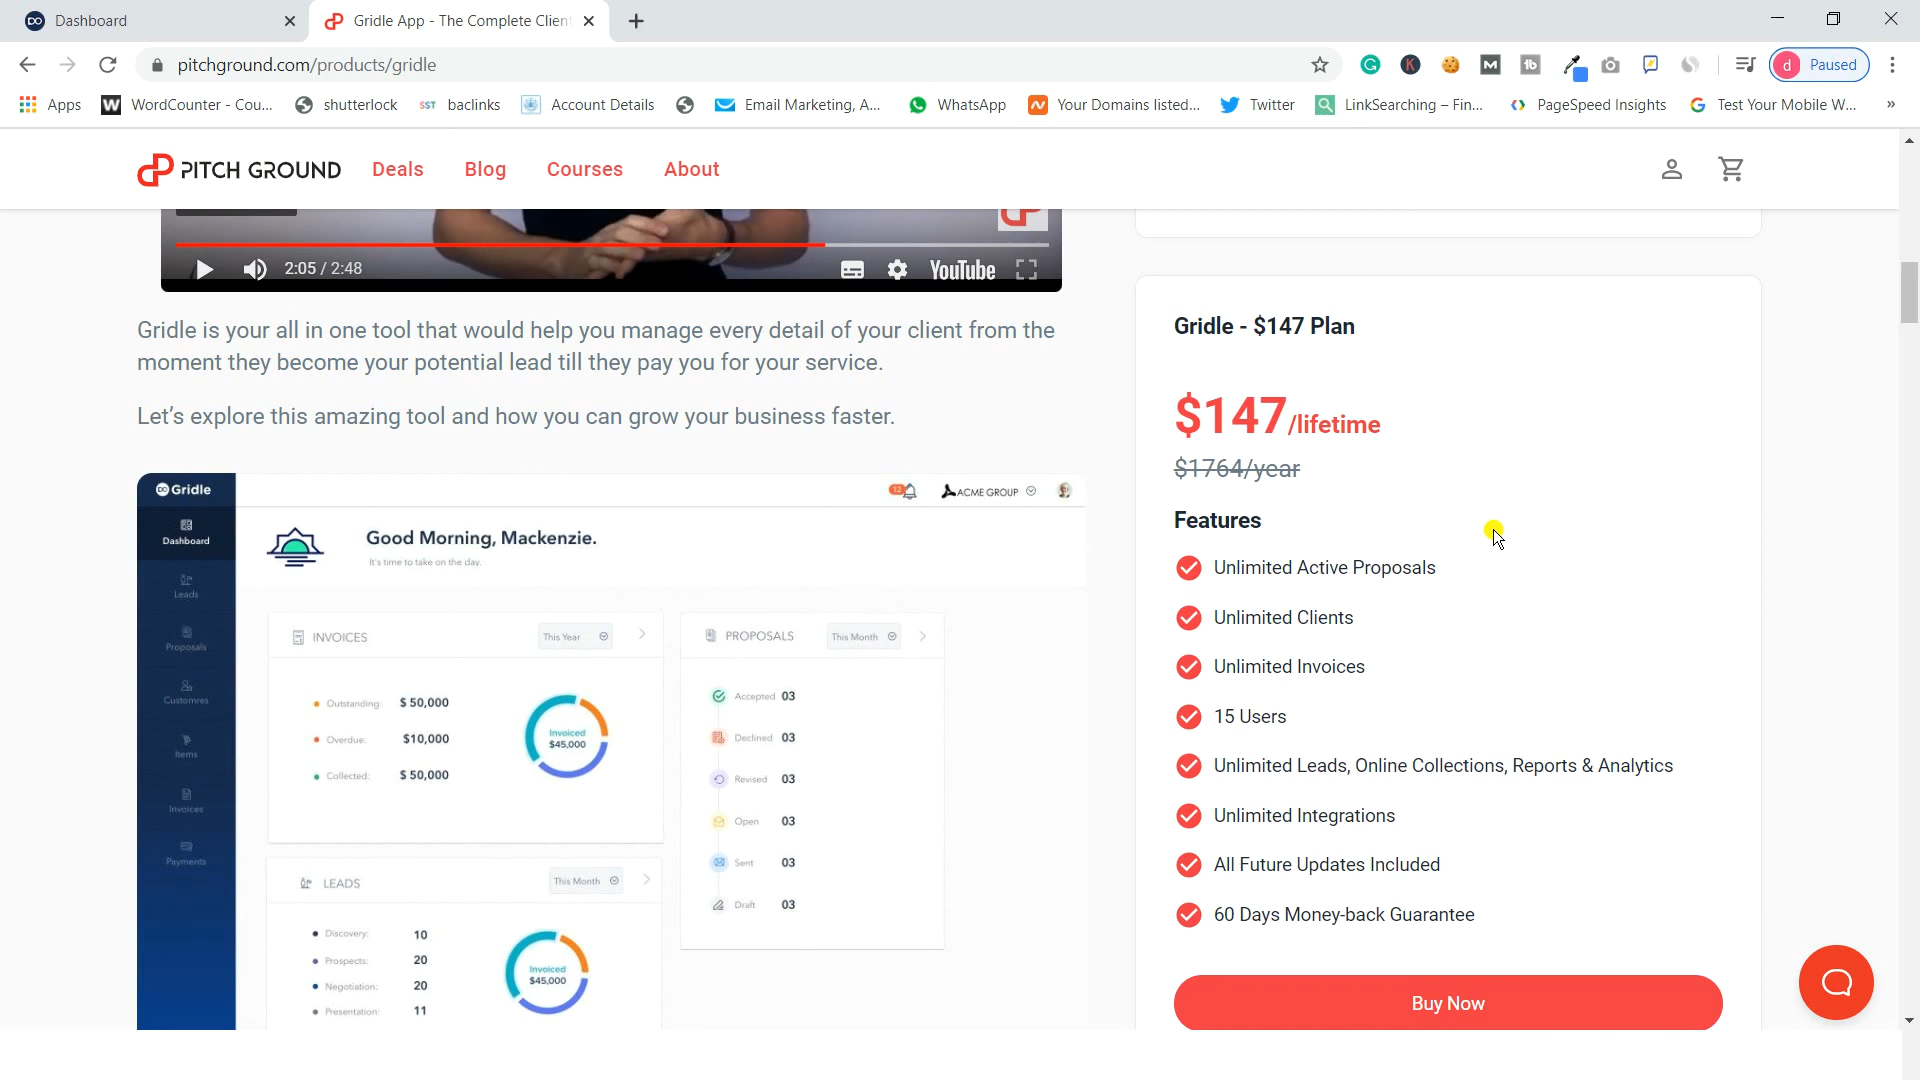 Dashboard
Gridle App - The Complete Clien
pitchground.com/products/gridle
Paused
Apps
WordCounter - Cou...
shutterlock
SST baclinks
Account Details
Email Marketing, A...
WhatsApp
Your Domains listed...
Twitter
LinkSearching – Fin...
PageSpeed Insights
Test Your Mobile W...
»
PITCH GROUND
Deals
Blog
Courses
About
2:05 / 2:48
YouTube
Gridle is your all in one tool that would help you manage every detail of your client from the
moment they become your potential lead till they pay you for your service.
Let's explore this amazing tool and how you can grow your business faster.
Gridle
Dashboard
Leads
Proposals
Customres
Items
Invoices
Payments
12
ACME GROUP
Good Morning, Mackenzie.
It's time to take on the day.
INVOICES
This Year
Outstanding: $ 50,000
Overdue: $10,000
Collected: $ 50,000
Invoiced
$45,000
PROPOSALS
This Month
Accepted 03
Declined 03
Revised 03
Open 03
Sent 03
Draft 03
LEADS
This Month
Discovery: 10
Prospects: 20
Negotiation: 20
Presentation: 11
Invoiced
$45,000
Gridle - $147 Plan
$147/lifetime
$1764/year
Features
Unlimited Active Proposals
Unlimited Clients
Unlimited Invoices
15 Users
Unlimited Leads, Online Collections, Reports & Analytics
Unlimited Integrations
All Future Updates Included
60 Days Money-back Guarantee
Buy Now